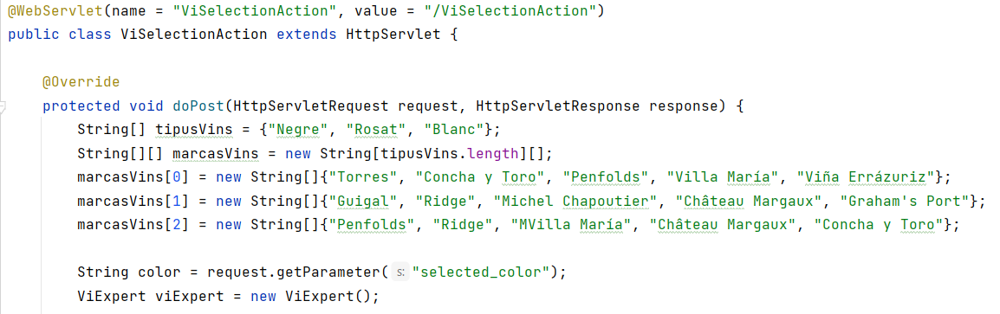 @WebServlet(name = "ViSelectionAction", value = "/ViSelectionAction")
public class ViSelectionAction extends HttpServlet {
@Override
protected void doPost(HttpServletRequest request, HttpServletResponse response) {
String[] tipusVins = {"Negre", "Rosat", "Blanc"};
String[][] marcasVins = new String[tipusVins.length][];
marcasVins[0] = new String[]{"Torres", "Concha y Toro", "Penfolds", "Villa María", "Viña Errázuriz"};
marcasVins[1] = new String[]{"Guigal", "Ridge", "Michel Chapoutier", "Château Margaux", "Graham's Port"};
marcasVins[2] = new String[]{"Penfolds", "Ridge", "MVilla María", "Château Margaux", "Concha y Toro"};
String color = request.getParameter( s: "selected_color");
ViExpert viExpert = new ViExpert();